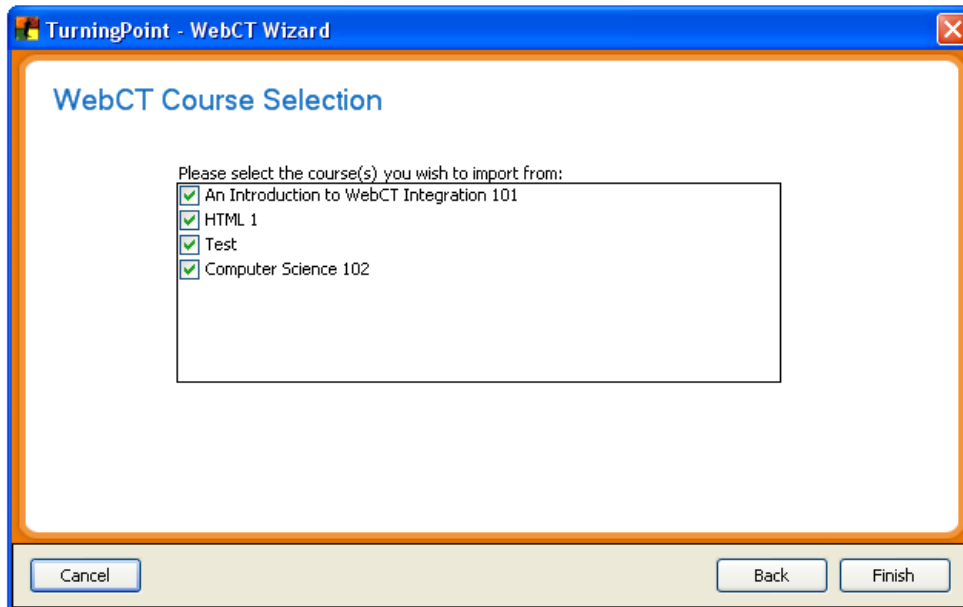 TurningPoint - WebCT Wizard
WebCT Course Selection
Please select the course(s) you wish to import from:
An Introduction to WebCT Integration 101
HTML 1
Test
Computer Science 102
Cancel
Back
Finish